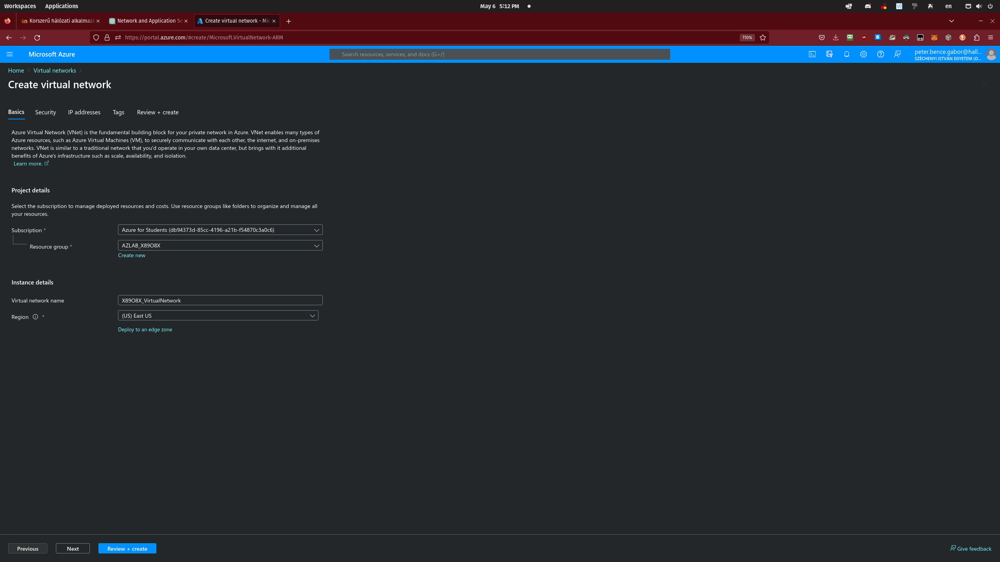 Workspaces Applications May 6 5:12 PM en
Korszerű hálózati alkalmazá Network and Application Se Create virtual network - Mic
https://portal.azure.com/#create/Microsoft.VirtualNetwork-ARM 110%
Microsoft Azure Search resources, services, and docs (G+/) peter.bence.gabor@hall...
SZÉCHENYI ISTVÁN EGYETEM (O...
Home Virtual networks
Create virtual network
Basics Security IP addresses Tags Review + create
Azure Virtual Network (VNet) is the fundamental building block for your private network in Azure. VNet enables many types of
Azure resources, such as Azure Virtual Machines (VM), to securely communicate with each other, the internet, and on-premises
networks. VNet is similar to a traditional network that you'd operate in your own data center, but brings with it additional
benefits of Azure's infrastructure such as scale, availability, and isolation.
Learn more.
Project details
Select the subscription to manage deployed resources and costs. Use resource groups like folders to organize and manage all
your resources.
Subscription * Azure for Students (db94373d-85cc-4196-a21b-f54870c3a0c6)
Resource group * AZLAB_X89O8X
Create new
Instance details
Virtual network name X89O8X_VirtualNetwork
Region * (US) East US
Deploy to an edge zone
Previous Next Review + create Give feedback